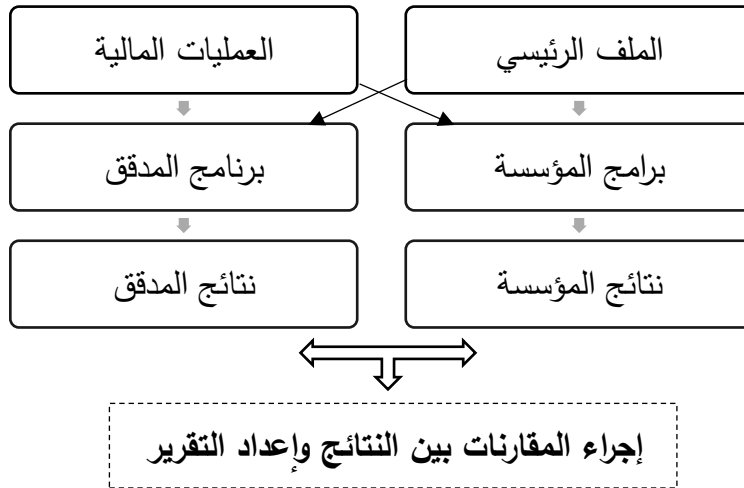 الملف الرئيسي
العمليات المالية
برامج المؤسسة
برنامج المدقق
نتائج المؤسسة
نتائج المدقق
إجراء المقارنات بين النتائج وإعداد التقرير